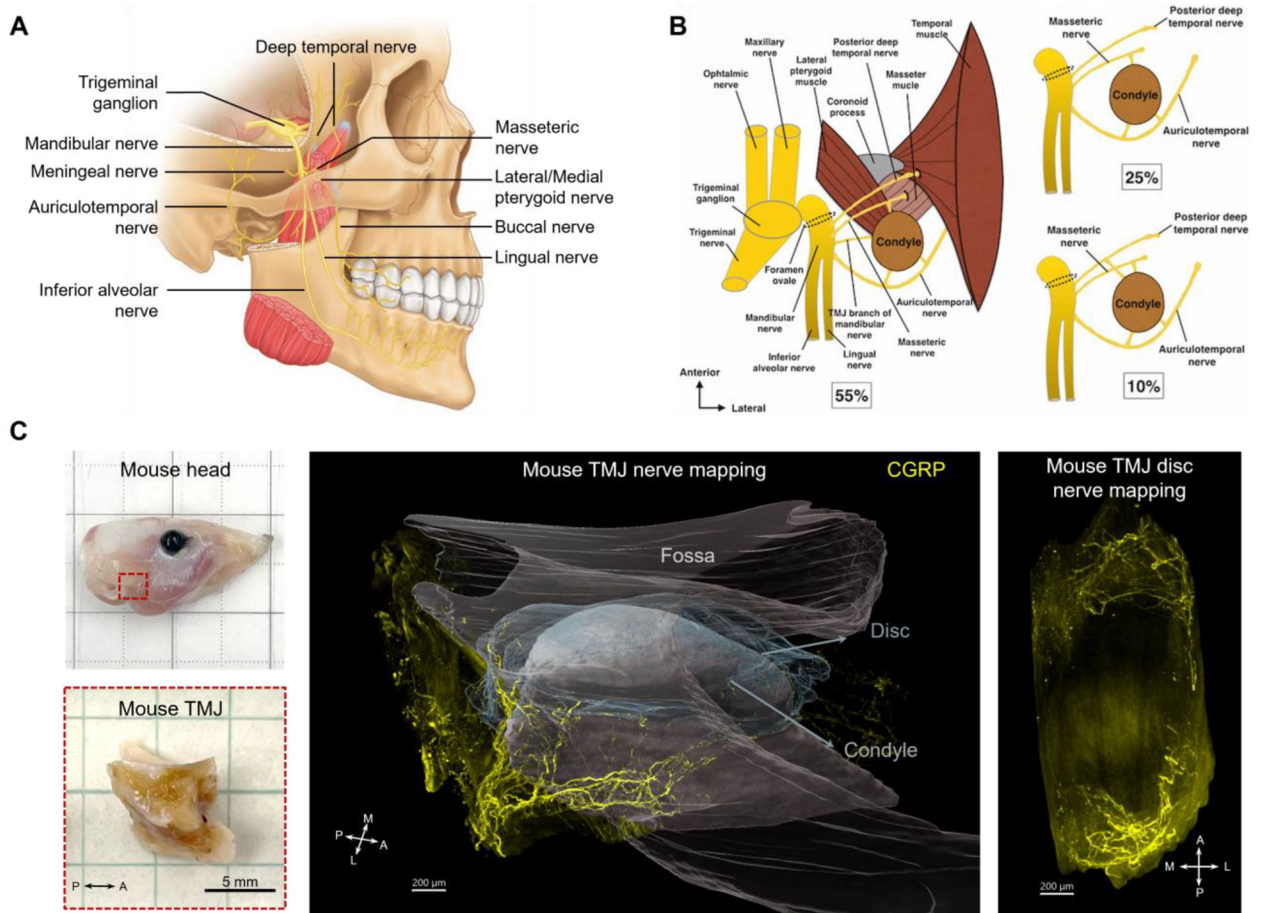 A
Deep temporal nerve
Trigeminal
ganglion
Mandibular nerve
Meningeal nerve
Auriculotemporal
nerve
Inferior alveolar
nerve
Masseteric
nerve
Lateral/Medial
pterygoid nerve
Buccal nerve
Lingual nerve
B
Ophtalmic
nerve
Maxillary
nerve
Lateral
pterygoid
muscle
Posterior deep
temporal nerve
Coronoid
process
Masseter
mucle
Temporal
muscle
Trigeminal
ganglion
Trigeminal
nerve
Foramen
ovale
Condyle
Mandibular
nerve
TMJ branch of
mandibular
nerve
Auriculotemporal
nerve
Masseteric
nerve
Inferior
alveolar nerve
Lingual
nerve
Anterior
Lateral
55%
Masseteric
nerve
Posterior deep
temporal nerve
Condyle
Auriculotemporal
nerve
25%
Masseteric
nerve
Posterior deep
temporal nerve
Condyle
Auriculotemporal
nerve
10%
C
Mouse head
Mouse TMJ
P A
5 mm
Mouse TMJ nerve mapping
CGRP
Fossa
Disc
Condyle
M
P
A
L
200 µm
Mouse TMJ disc
nerve mapping
A
M L
P
200 µm